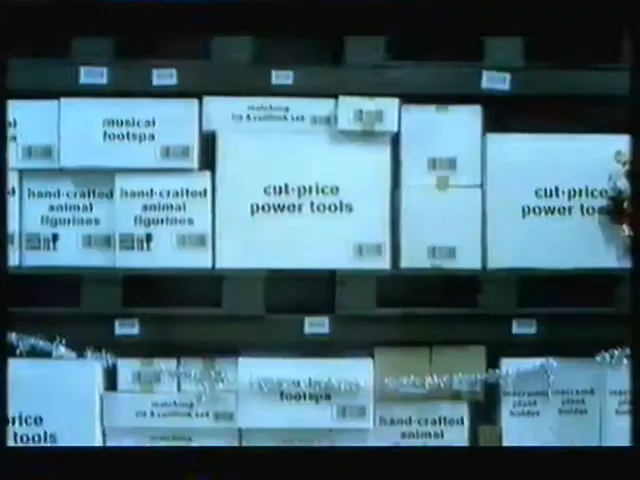 musical
footspa
matching
tie & cufflink set
hand-crafted
animal
figurines
hand-crafted
animal
figurines
cut-price
power tools
cut-price
power
price
tools
matching
tie & cufflink set
matching
footspa
hand-crafted
animal
macramé
plant
holder
macramé
plant
holder